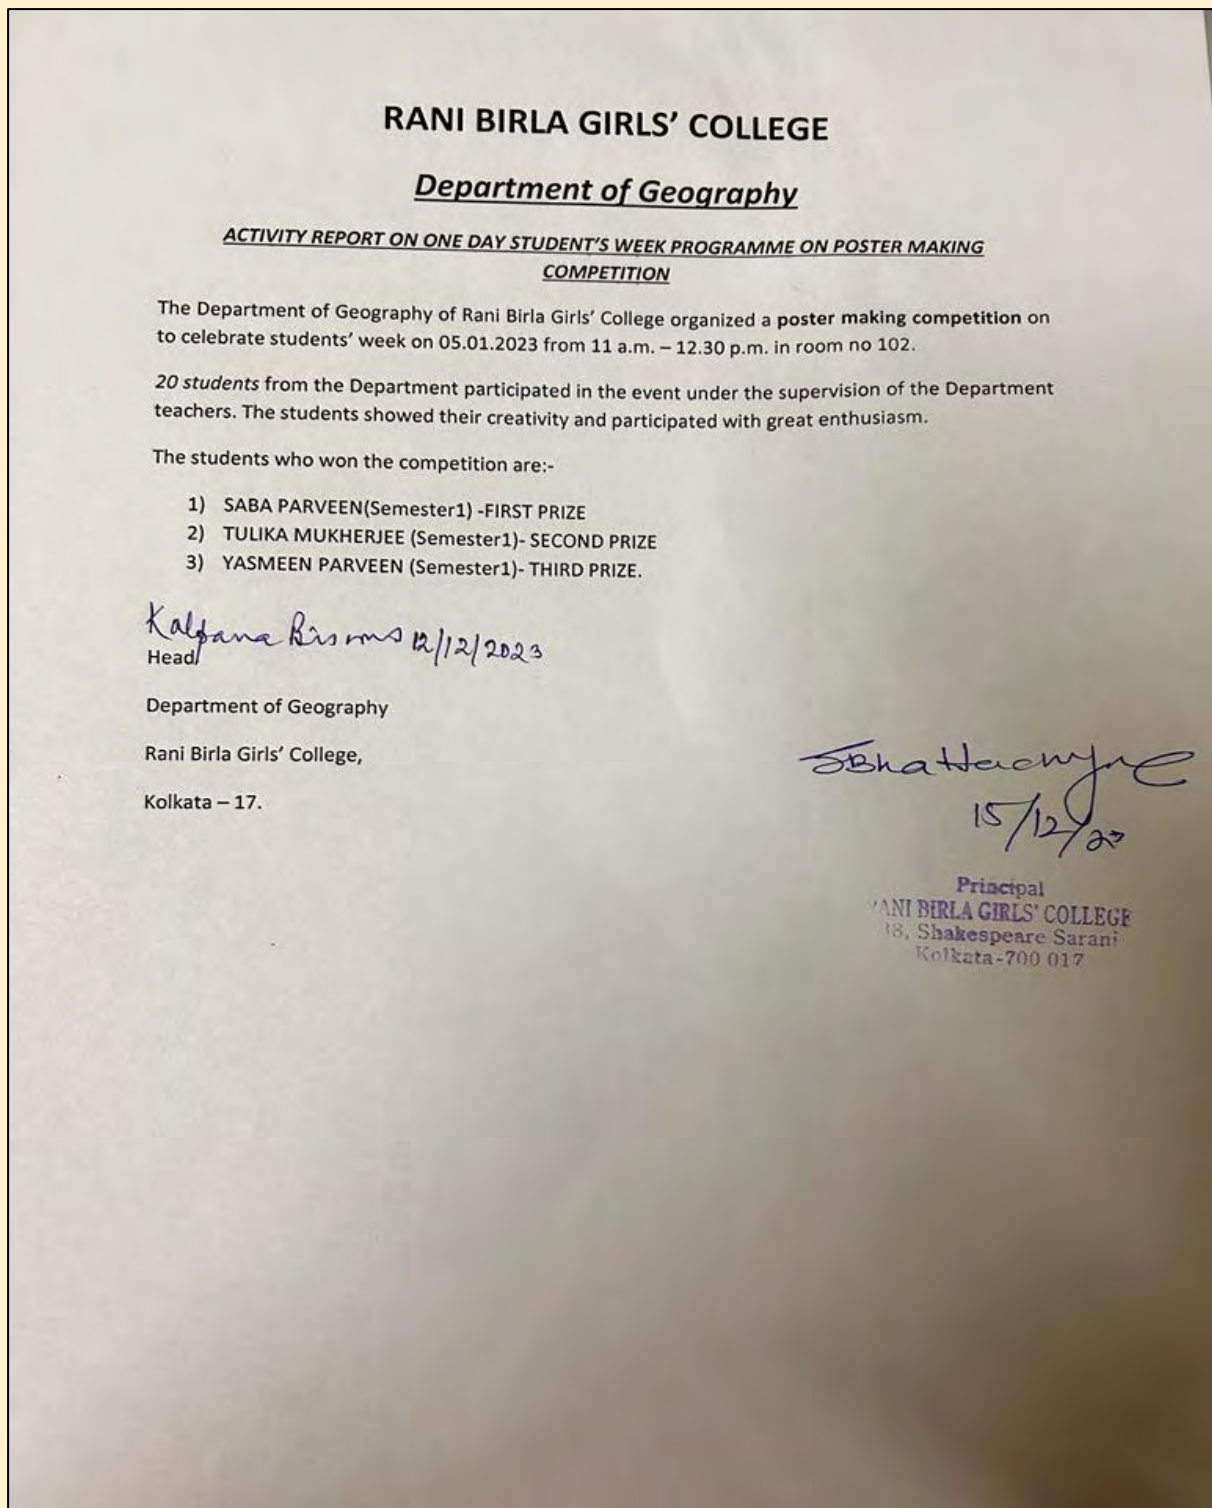 RANI BIRLA GIRLS’ COLLEGE
Department of Geography
ACTIVITY REPORT ON ONE DAY STUDENT’S WEEK PROGRAMME ON POSTER MAKING
COMPETITION
The Department of Geography of Rani Birla Girls’ College organized a poster making competition on
to celebrate students’ week on 05.01.2023 from 11 a.m. – 12.30 p.m. in room no 102.
20 students from the Department participated in the event under the supervision of the Department
teachers. The students showed their creativity and participated with great enthusiasm.
The students who won the competition are:-
1) SABA PARVEEN(Semester1) -FIRST PRIZE
2) TULIKA MUKHERJEE (Semester1)- SECOND PRIZE
3) YASMEEN PARVEEN (Semester1)- THIRD PRIZE.
Kalpana Biswas 12/12/2023
Head
Department of Geography
Rani Birla Girls’ College,
Kolkata – 17.
SBhattacharya
15/12/23
Principal
RANI BIRLA GIRLS' COLLEGE
38, Shakespeare Sarani
Kolkata-700 017